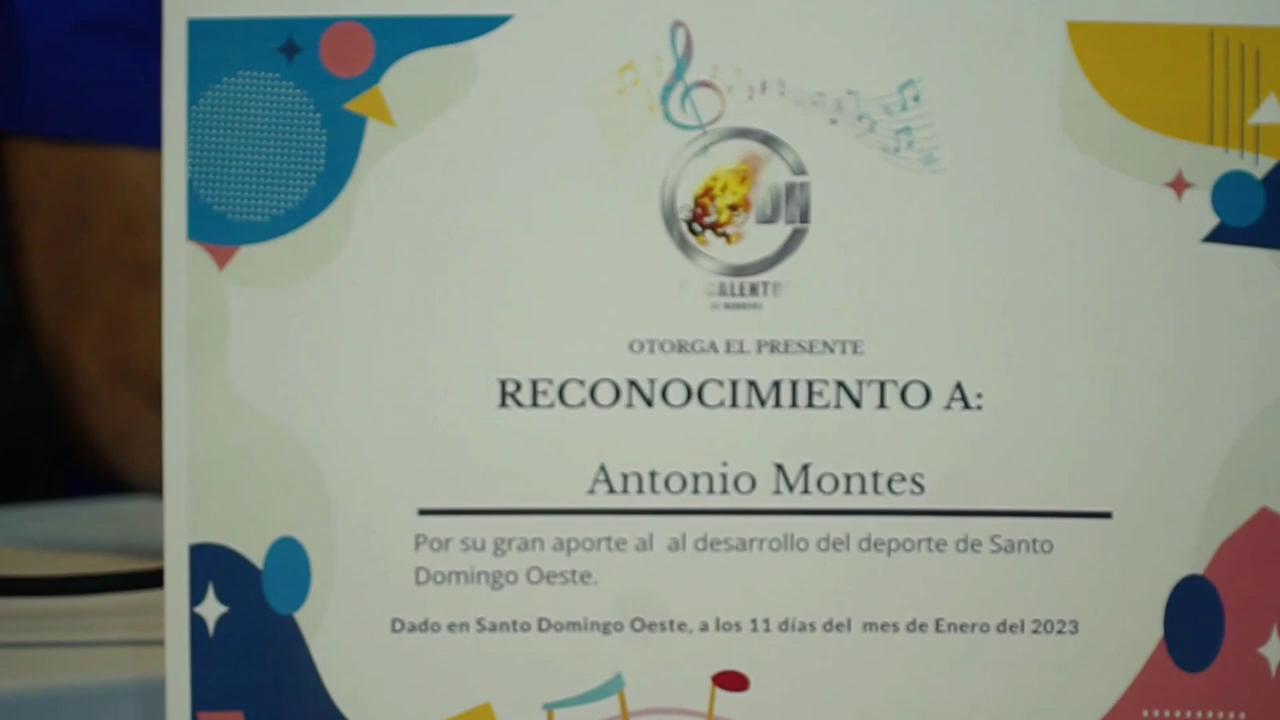 DH
OTORGA EL PRESENTE
RECONOCIMIENTO A:
Antonio Montes
Por su gran aporte al al desarrollo del deporte de Santo
Domingo Oeste.
Dado en Santo Domingo Oeste, a los 11 días del mes de Enero del 2023